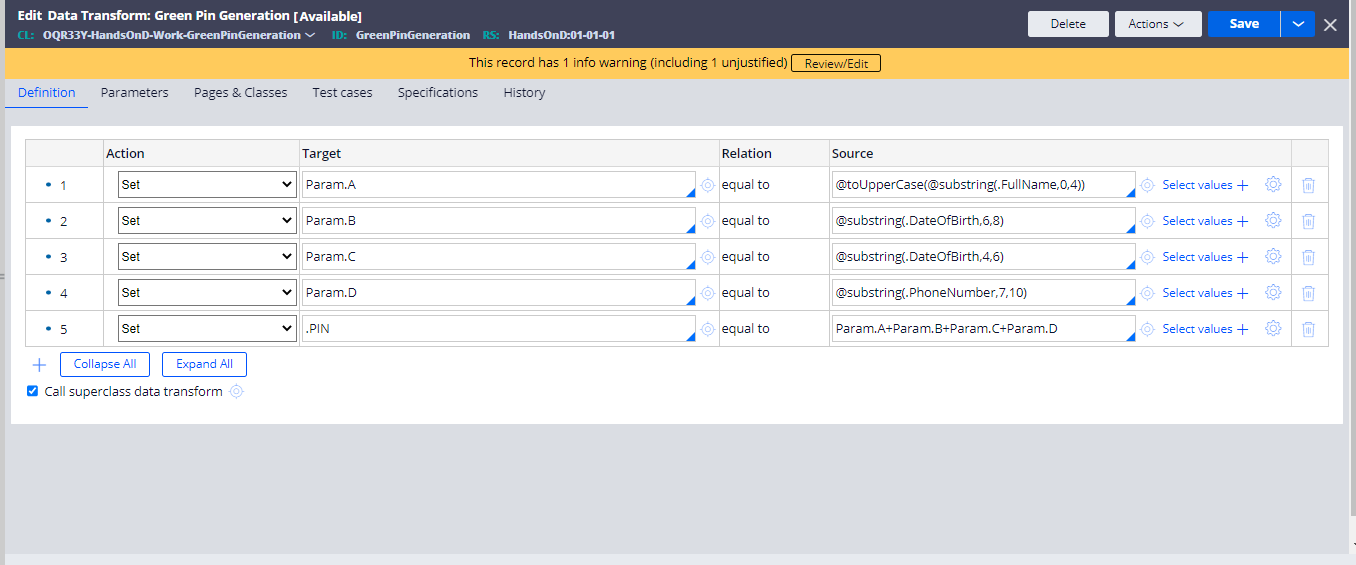 Edit Data Transform: Green Pin Generation [Available]
CL: OQR33Y-HandsOnD-Work-GreenPinGeneration ID: GreenPinGeneration RS: HandsOnD:01-01-01
Delete Actions Save
This record has 1 info warning (including 1 unjustified) Review/Edit
Definition Parameters Pages & Classes Test cases Specifications History
Action Target Relation Source
1 Set Param.A equal to @toUpperCase(@substring(.FullName,0,4)) Select values
2 Set Param.B equal to @substring(.DateOfBirth,6,8) Select values
3 Set Param.C equal to @substring(.DateOfBirth,4,6) Select values
4 Set Param.D equal to @substring(.PhoneNumber,7,10) Select values
5 Set .PIN equal to Param.A+Param.B+Param.C+Param.D Select values
Collapse All Expand All
Call superclass data transform